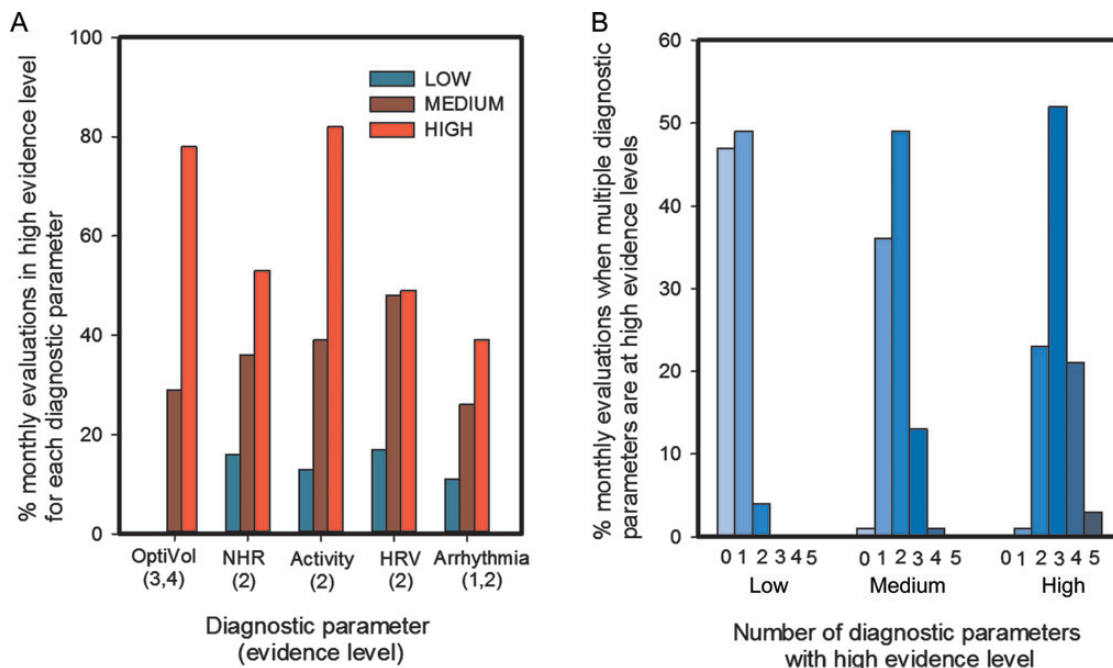 A
% monthly evaluations in high evidence level
for each diagnostic parameter
100
80
60
40
20
0
LOW
MEDIUM
HIGH
OptiVol
(3,4)
NHR
(2)
Activity
(2)
HRV
(2)
Arrhythmia
(1,2)
Diagnostic parameter
(evidence level)
B
% monthly evaluations when multiple diagnostic
parameters are at high evidence levels
60
50
40
30
20
10
0
0 1 2 3 4 5
Low
0 1 2 3 4 5
Medium
0 1 2 3 4 5
High
Number of diagnostic parameters
with high evidence level